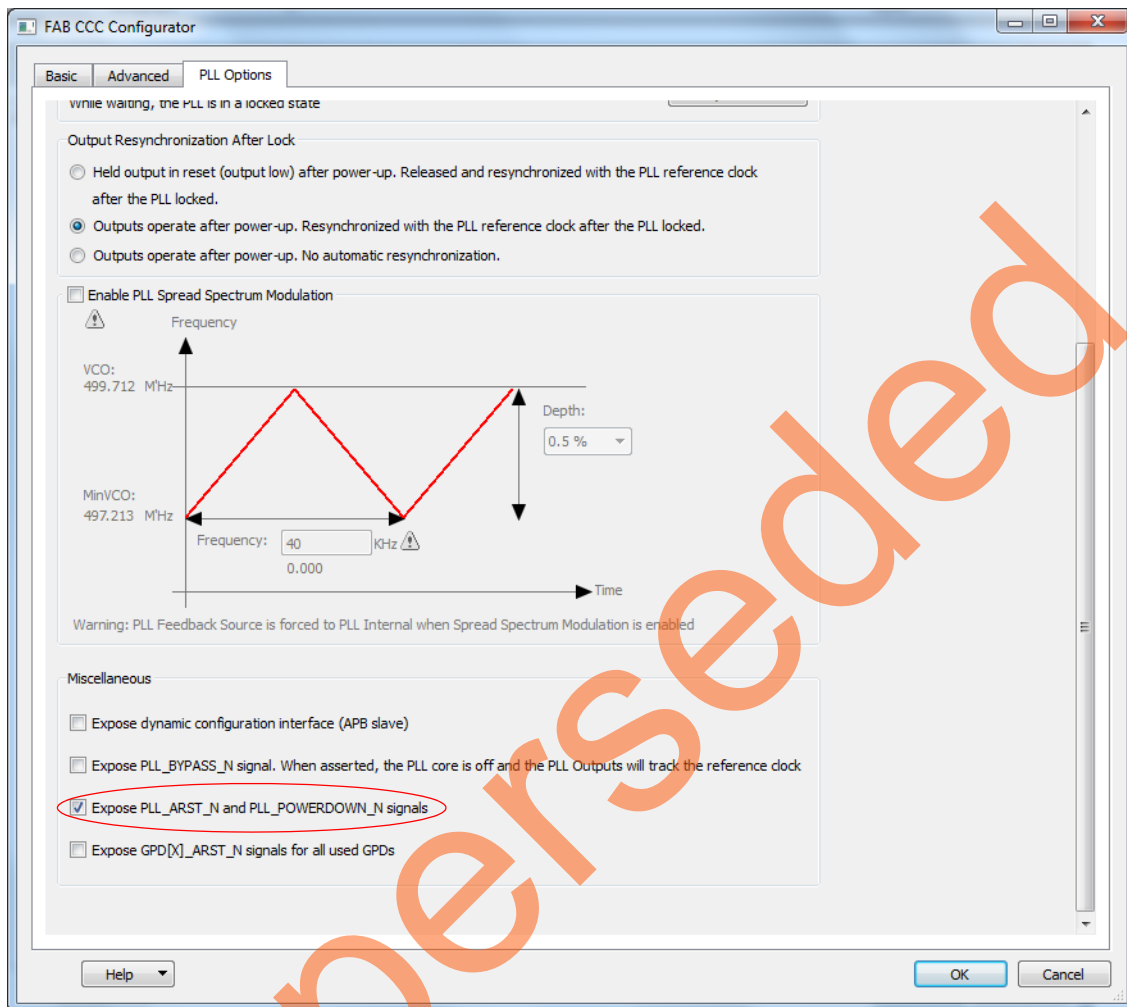 FAB CCC Configurator
Basic
Advanced
PLL Options
While waiting, the PLL is in a locked state
Output Resynchronization After Lock
Held output in reset (output low) after power-up. Released and resynchronized with the PLL reference clock
after the PLL locked.
Outputs operate after power-up. Resynchronized with the PLL reference clock after the PLL locked.
Outputs operate after power-up. No automatic resynchronization.
Enable PLL Spread Spectrum Modulation
Frequency
VCO:
499.712 M'Hz
Depth:
0.5 %
MinVCO:
497.213 M'Hz
Frequency:
40
KHz
0.000
Time
Warning: PLL Feedback Source is forced to PLL Internal when Spread Spectrum Modulation is enabled
Miscellaneous
Expose dynamic configuration interface (APB slave)
Expose PLL_BYPASS_N signal. When asserted, the PLL core is off and the PLL Outputs will track the reference clock
Expose PLL_ARST_N and PLL_POWERDOWN_N signals
Expose GPD[X]_ARST_N signals for all used GPDs
Help
OK
Cancel
perseded